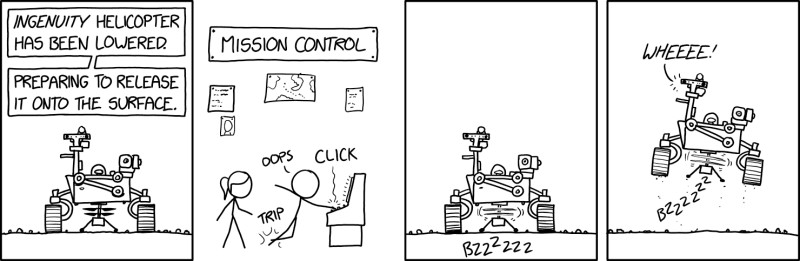 INGENUITY HELICOPTER
HAS BEEN LOWERED.
PREPARING TO RELEASE
IT ONTO THE SURFACE.
MISSION CONTROL
OOPS
CLICK
TRIP
BZZZZZZ
WHEEEE!
BZZZZZZ